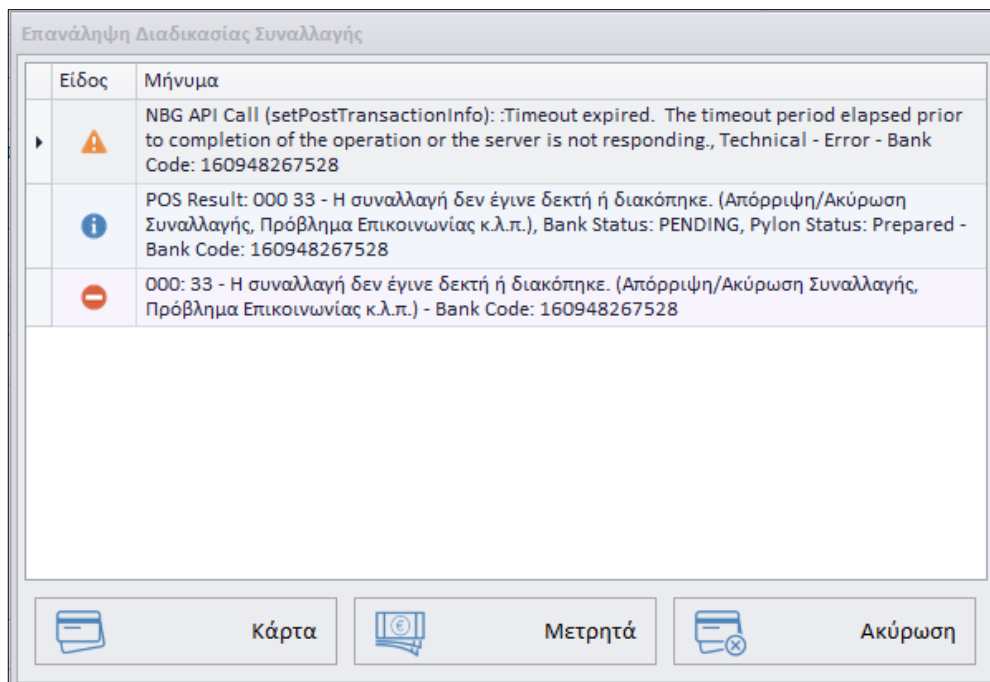 Επανάληψη Διαδικασίας Συναλλαγής
Είδος Μήνυμα
NBG API Call (setPostTransactionInfo): :Timeout expired.  The timeout period elapsed prior
to completion of the operation or the server is not responding., Technical - Error - Bank
Code: 160948267528
POS Result: 000 33 - Η συναλλαγή δεν έγινε δεκτή ή διακόπηκε. (Απόρριψη/Ακύρωση
Συναλλαγής, Πρόβλημα Επικοινωνίας κ.λ.π.), Bank Status: PENDING, Pylon Status: Prepared -
Bank Code: 160948267528
000: 33 - Η συναλλαγή δεν έγινε δεκτή ή διακόπηκε. (Απόρριψη/Ακύρωση Συναλλαγής,
Πρόβλημα Επικοινωνίας κ.λ.π.) - Bank Code: 160948267528
Κάρτα Μετρητά Ακύρωση